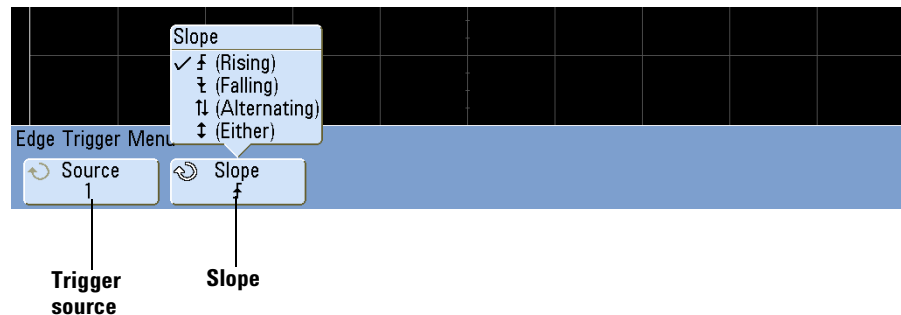 Slope
✓ (Rising)
(Falling)
(Alternating)
(Either)
Edge Trigger Menu
Source
1
Slope
Trigger
source
Slope